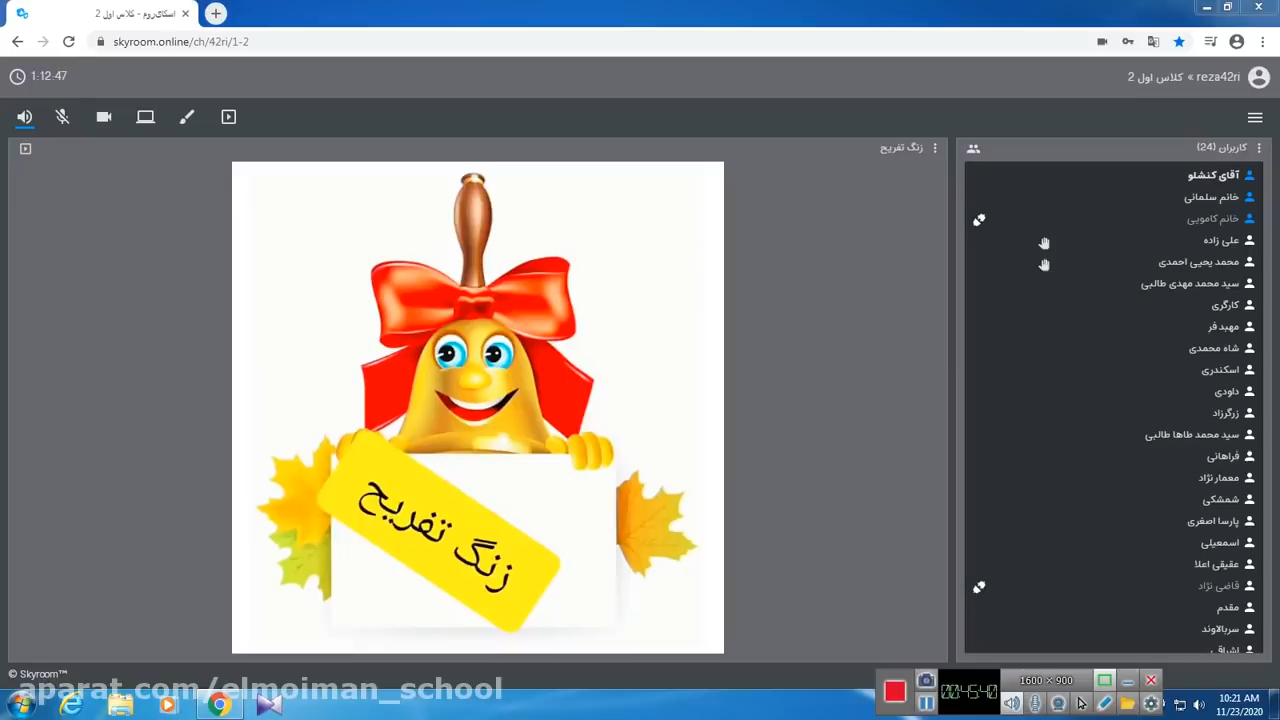 اسکای‌روم - کلاس اول 2
skyroom.online/ch/42ri/1-2
1:12:47
reza42ri » کلاس اول 2
زنگ تفریح
کاربران (24)
آقای کنشلو
خانم سلمانی
خانم کامویی
علی زاده
محمد یحیی احمدی
سید محمد مهدی طالبی
کارگری
مهبد فر
شاه محمدی
اسکندری
داودی
زرگرزاد
سید محمد طاها طالبی
فراهانی
معمار نژاد
شمشکی
پارسا اصغری
اسمعیلی
عقیقی اعلا
قاضی نژاد
مقدم
سربالاوند
اشراقی
زنگ تفریح
© Skyroom™
aparat.com/elmoiman_school
00:45:40
1600 × 900
10:21 AM
11/23/2020